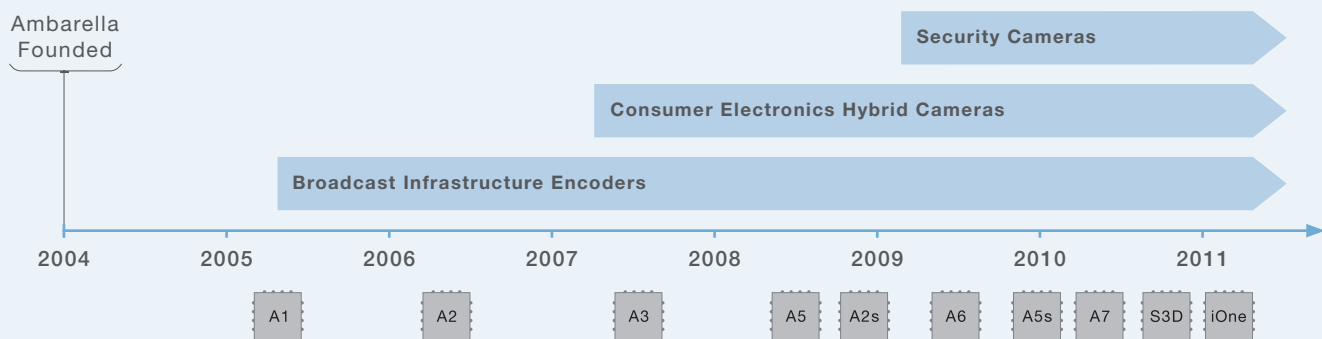 Ambarella
Founded
Security Cameras
Consumer Electronics Hybrid Cameras
Broadcast Infrastructure Encoders
2004 2005 2006 2007 2008 2009 2010 2011
A1 A2 A3 A5 A2s A6 A5s A7 S3D iOne